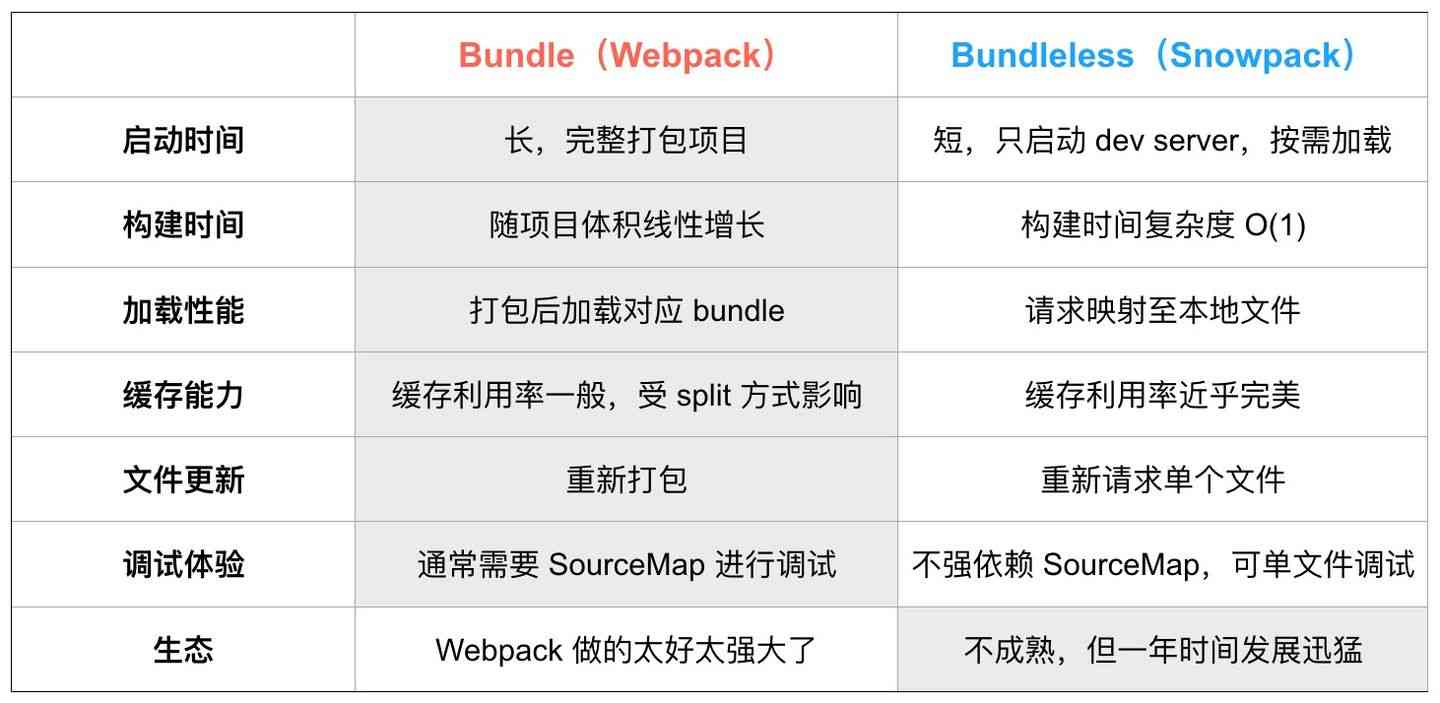 Bundle（Webpack） Bundleless（Snowpack）
启动时间 长，完整打包项目 短，只启动 dev server，按需加载
构建时间 随项目体积线性增长 构建时间复杂度 O(1)
加载性能 打包后加载对应 bundle 请求映射至本地文件
缓存能力 缓存利用率一般，受 split 方式影响 缓存利用率近乎完美
文件更新 重新打包 重新请求单个文件
调试体验 通常需要 SourceMap 进行调试 不强依赖 SourceMap，可单文件调试
生态 Webpack 做的太好太强大了 不成熟，但一年时间发展迅猛